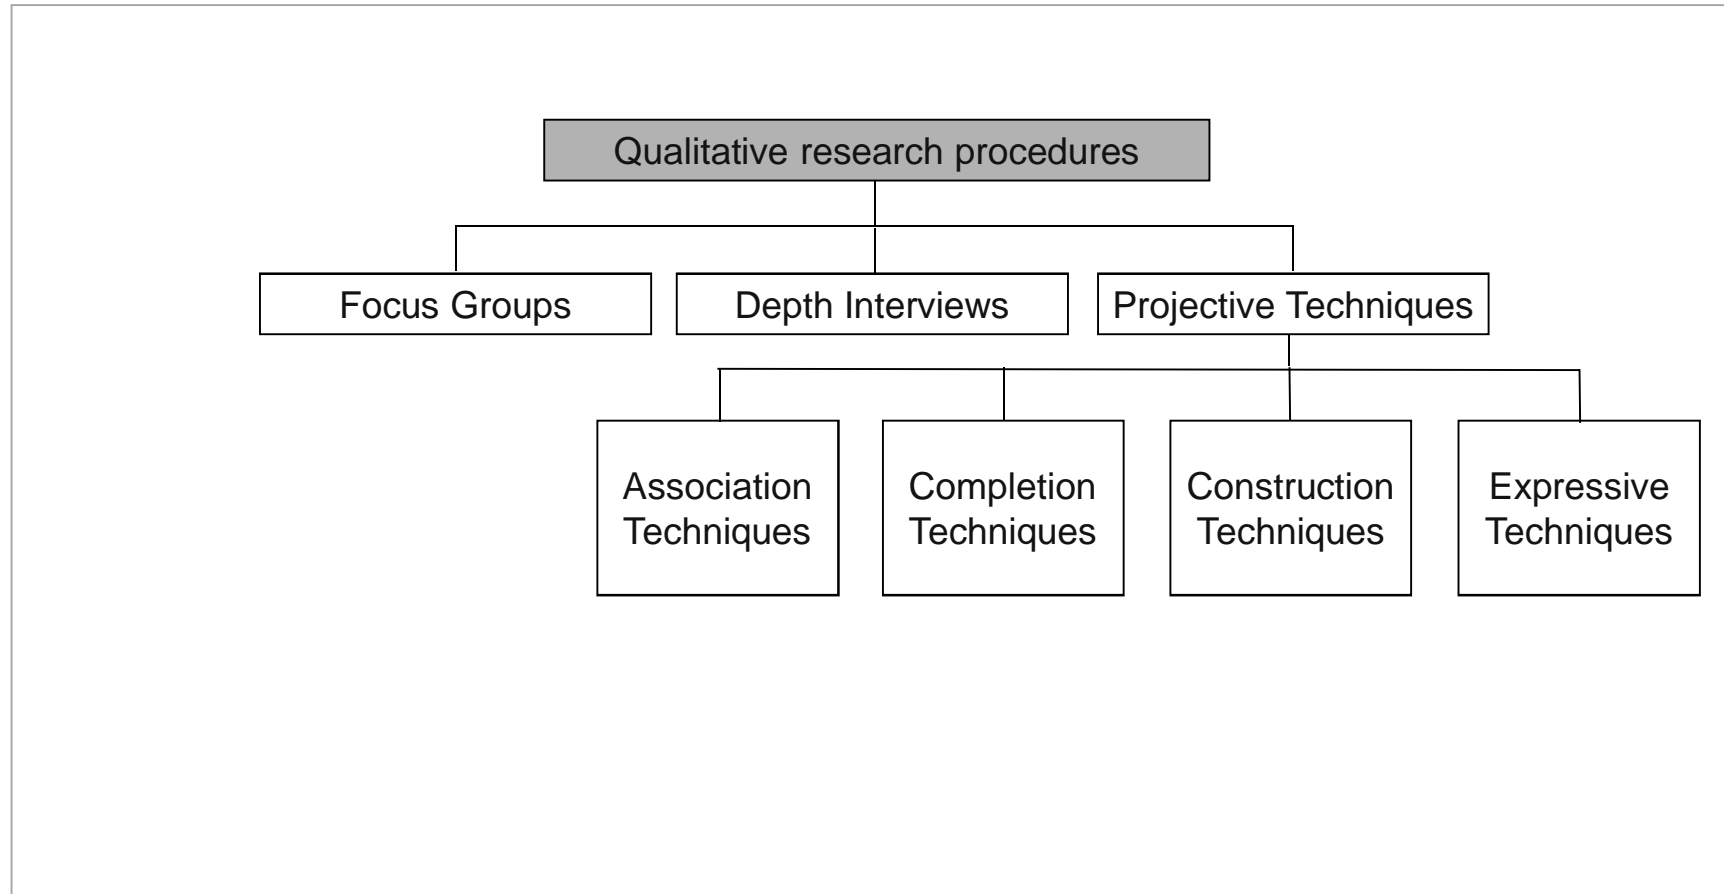 Qualitative research procedures
Focus Groups
Depth Interviews
Projective Techniques
Association
Techniques
Completion
Techniques
Construction
Techniques
Expressive
Techniques